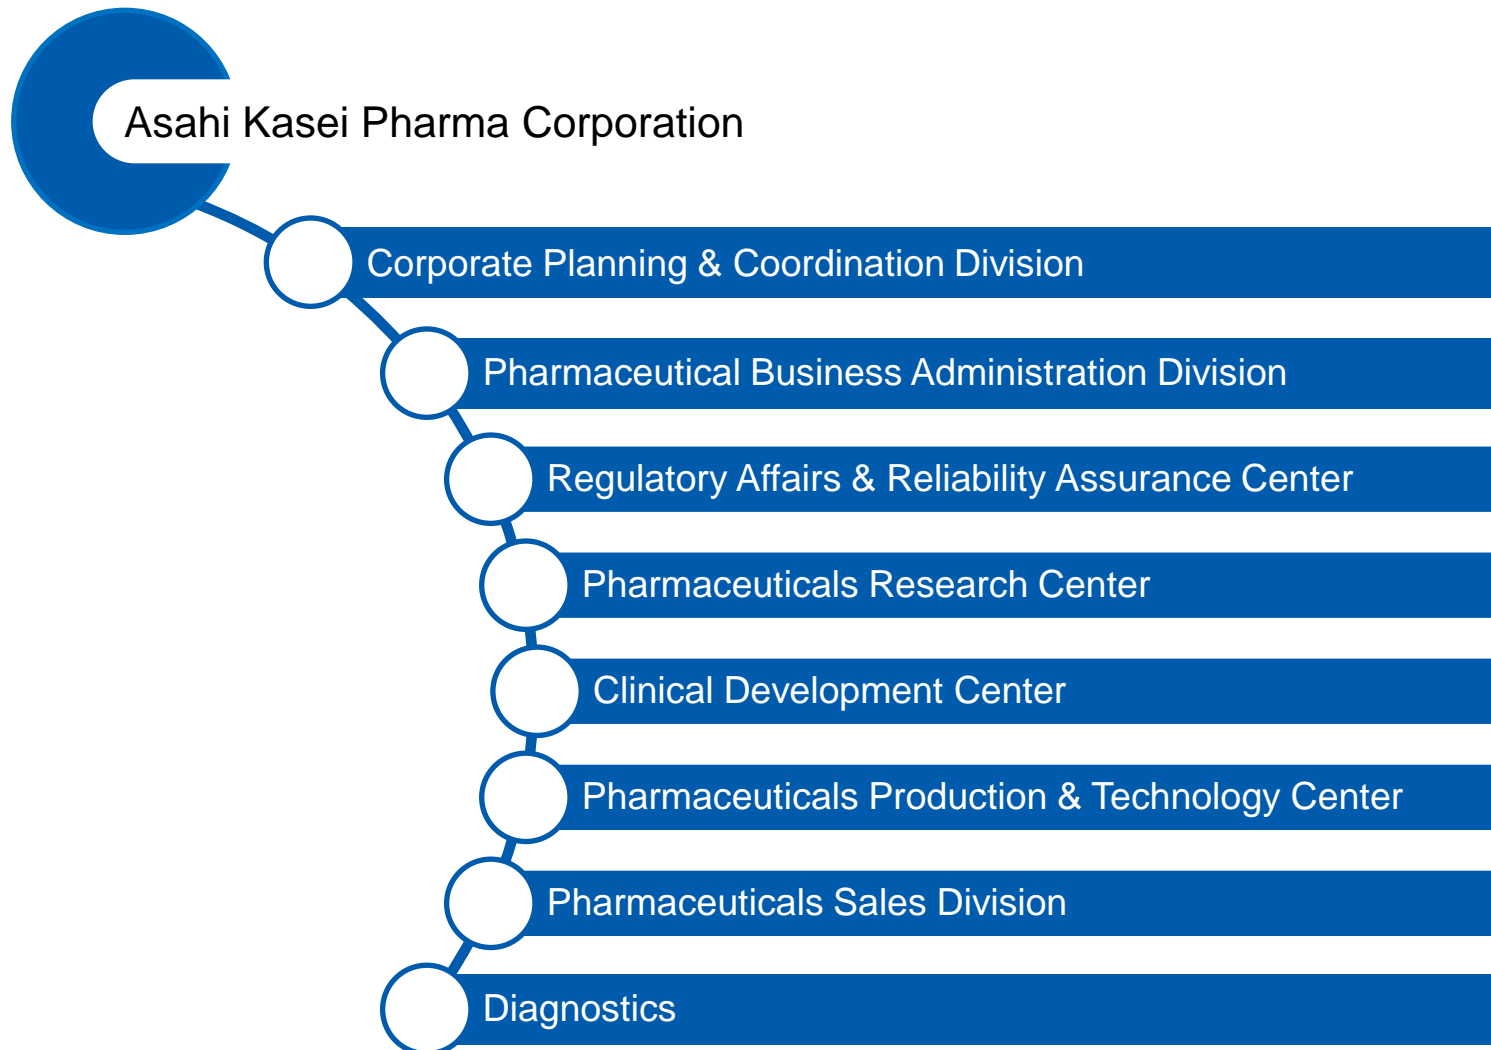 Asahi Kasei Pharma Corporation
Corporate Planning & Coordination Division
Pharmaceutical Business Administration Division
Regulatory Affairs & Reliability Assurance Center
Pharmaceuticals Research Center
Clinical Development Center
Pharmaceuticals Production & Technology Center
Pharmaceuticals Sales Division
Diagnostics